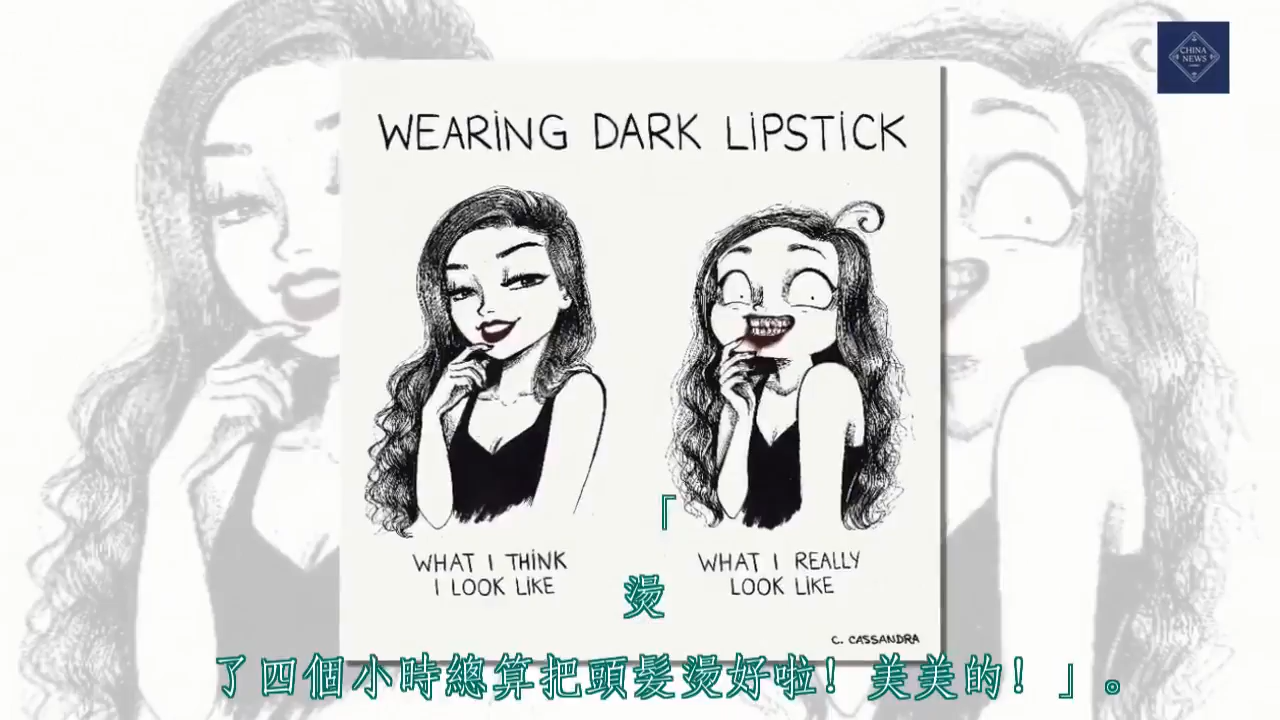 CHINA
NEWS
WEARING DARK LIPSTICK
WHAT I THINK
I LOOK LIKE
WHAT I REALLY
LOOK LIKE
C. CASSANDRA
「
燙
了四個小時總算把頭髮燙好啦！美美的！」。